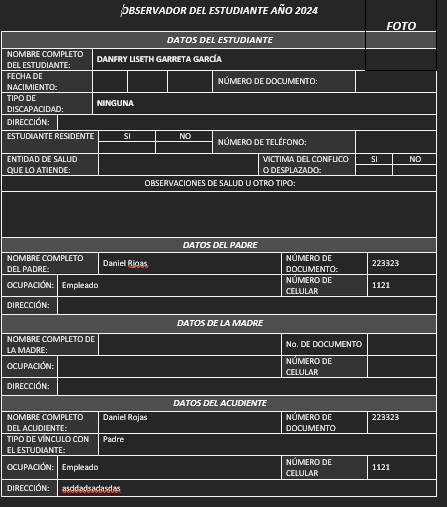 OBSERVADOR DEL ESTUDIANTE AÑO 2024
FOTO
DATOS DEL ESTUDIANTE
NOMBRE COMPLETO
DEL ESTUDIANTE:
DANFRY LISETH GARRETA GARCÍA
FECHA DE
NACIMIENTO:
NÚMERO DE DOCUMENTO:
TIPO DE
DISCAPACIDAD:
NINGUNA
DIRECCIÓN:
ESTUDIANTE RESIDENTE
SI NO
NÚMERO DE TELÉFONO:
ENTIDAD DE SALUD
QUE LO ATIENDE:
VICTIMA DEL CONFLICO
O DESPLAZADO:
SI NO
OBSERVACIONES DE SALUD U OTRO TIPO:
DATOS DEL PADRE
NOMBRE COMPLETO
DEL PADRE:
Daniel Rjoas
NÚMERO DE
DOCUMENTO:
223323
OCUPACIÓN:
Empleado
NÚMERO DE
CELULAR
1121
DIRECCIÓN:
DATOS DE LA MADRE
NOMBRE COMPLETO DE
LA MADRE:
No. DE DOCUMENTO
OCUPACIÓN:
NÚMERO DE
CELULAR
DIRECCIÓN:
DATOS DEL ACUDIENTE
NOMBRE COMPLETO
DEL ACUDIENTE:
Daniel Rojas
NÚMERO DE
DOCUMENTO
223323
TIPO DE VÍNCULO CON
EL ESTUDIANTE:
Padre
OCUPACIÓN:
Empleado
NÚMERO DE
CELULAR
1121
DIRECCIÓN:
asddadsadasdas